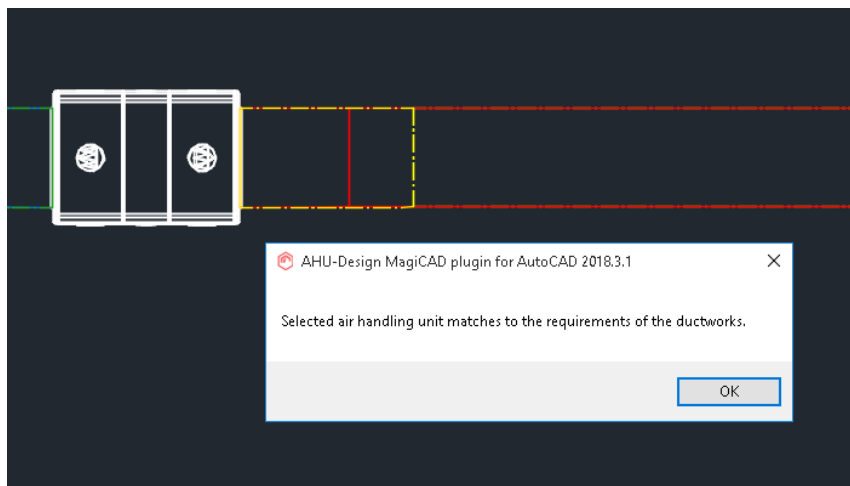 AHU-Design MagiCAD plugin for AutoCAD 2018.3.1
Selected air handling unit matches to the requirements of the ductworks.
OK